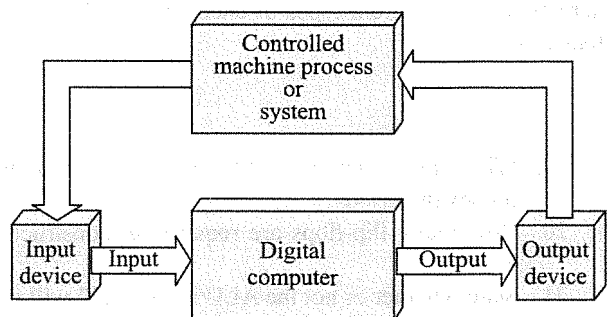 Controlled
machine process
or
system
Input
device
Input
Digital
computer
Output
Output
device